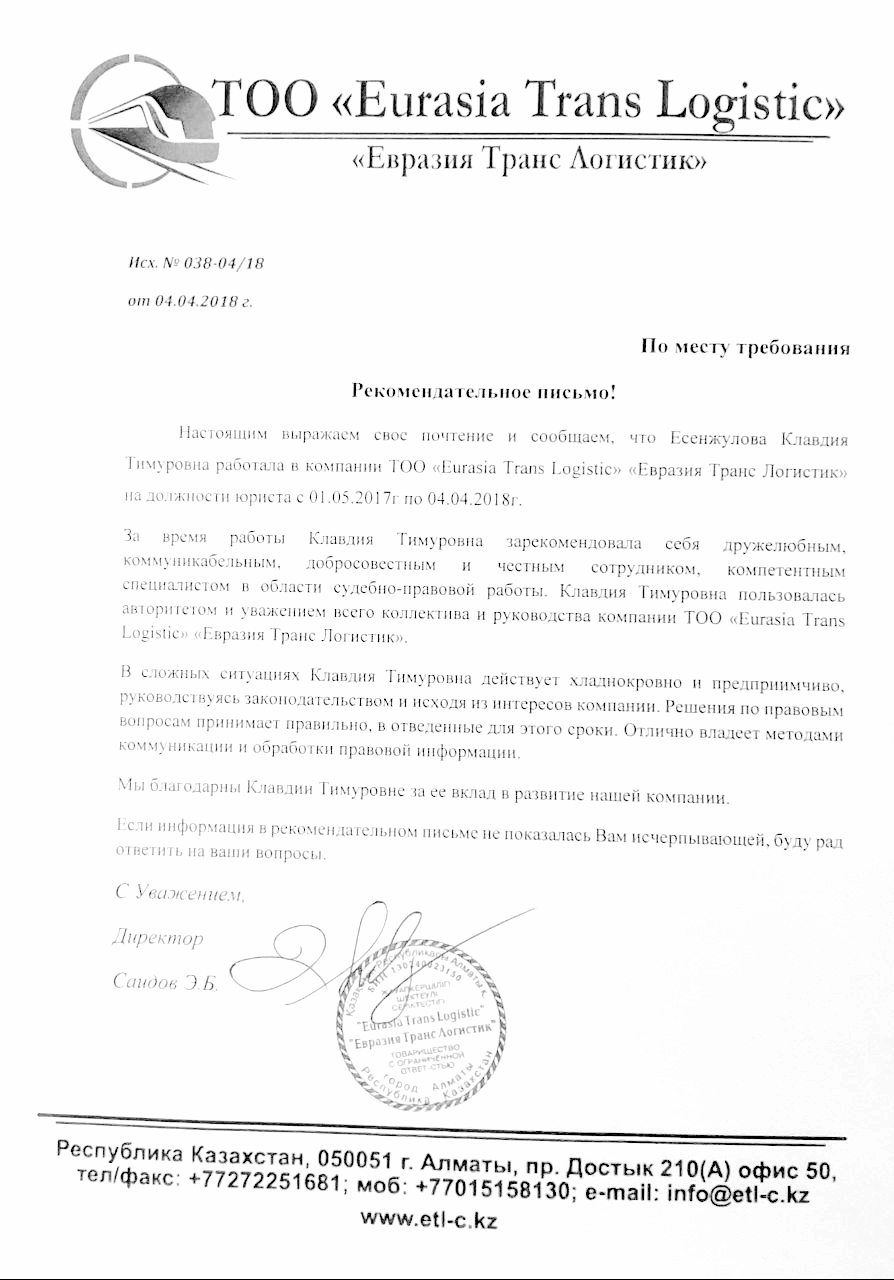 ТОО «Eurasia Trans Logistic»
«Евразия Транс Логистик»
Исх. № 038-04/18
от 04.04.2018 г.
По месту требования
Рекомендательное письмо!
Настоящим выражаем свое почтение и сообщаем, что Есенжулова Клавдия
Тимуровна работала в компании ТОО «Eurasia Trans Logistic» «Евразия Транс Логистик»
на должности юриста с 01.05.2017г по 04.04.2018г.
За время работы Клавдия Тимуровна зарекомендовала себя дружелюбным,
коммуникабельным, добросовестным и честным сотрудником, компетентным
специалистом в области судебно-правовой работы. Клавдия Тимуровна пользовалась
авторитетом и уважением всего коллектива и руководства компании ТОО «Eurasia Trans
Logistic» «Евразия Транс Логистик».
В сложных ситуациях Клавдия Тимуровна действует хладнокровно и предприимчиво,
руководствуясь законодательством и исходя из интересов компании. Решения по правовым
вопросам принимает правильно, в отведенные для этого сроки. Отлично владеет методами
коммуникации и обработки правовой информации.
Мы благодарны Клавдии Тимуровне за ее вклад в развитие нашей компании.
Если информация в рекомендательном письме не показалась Вам исчерпывающей, буду рад
ответить на ваши вопросы.
С Уважением,
Директор
Саидов Э.Б.
Республикасы Алматы қ.
БИН 130740023150
ЖАУАПКЕРШІЛІГІ
ШЕКТЕУЛІ
СЕРІКТЕСТІГІ
"Eurasia Trans Logistic"
"Евразия Транс Логистик"
ТОВАРИЩЕСТВО
С ОГРАНИЧЕННОЙ
ОТВЕТ-СТЬЮ
город Алматы
Республика Казахстан
Республика Казахстан, 050051 г. Алматы, пр. Достык 210(А) офис 50,
тел/факс: +77272251681; моб: +77015158130; e-mail: info@etl-c.kz
www.etl-c.kz